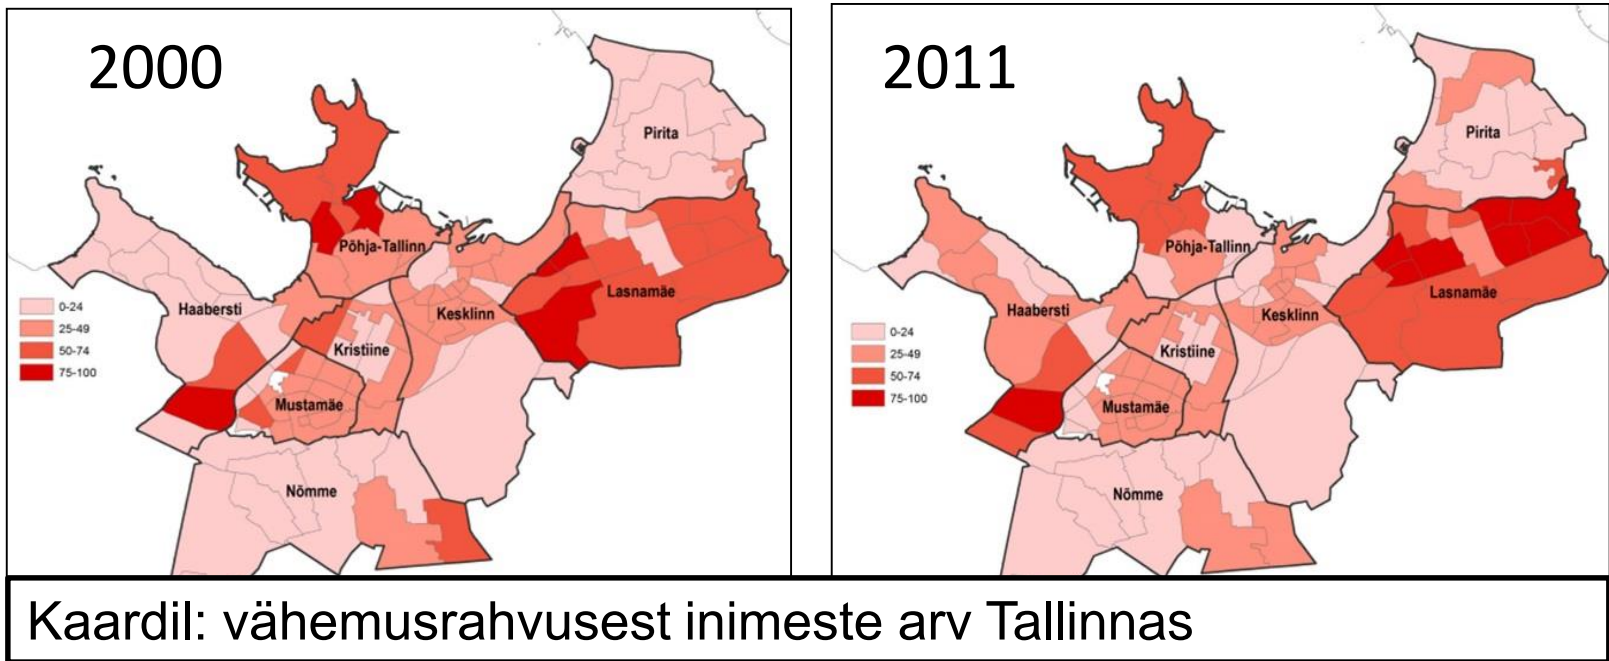 2000
Pirita
Põhja-Tallinn
Haabersti
Lasnamäe
Kesklinn
Kristiine
Mustamäe
Nõmme
0-24
25-49
50-74
75-100
2011
Pirita
Põhja-Tallinn
Lasnamäe
Haabersti
Kesklinn
Kristiine
Mustamäe
Nõmme
0-24
25-49
50-74
75-100
Kaardil: vähemusrahvusest inimeste arv Tallinnas